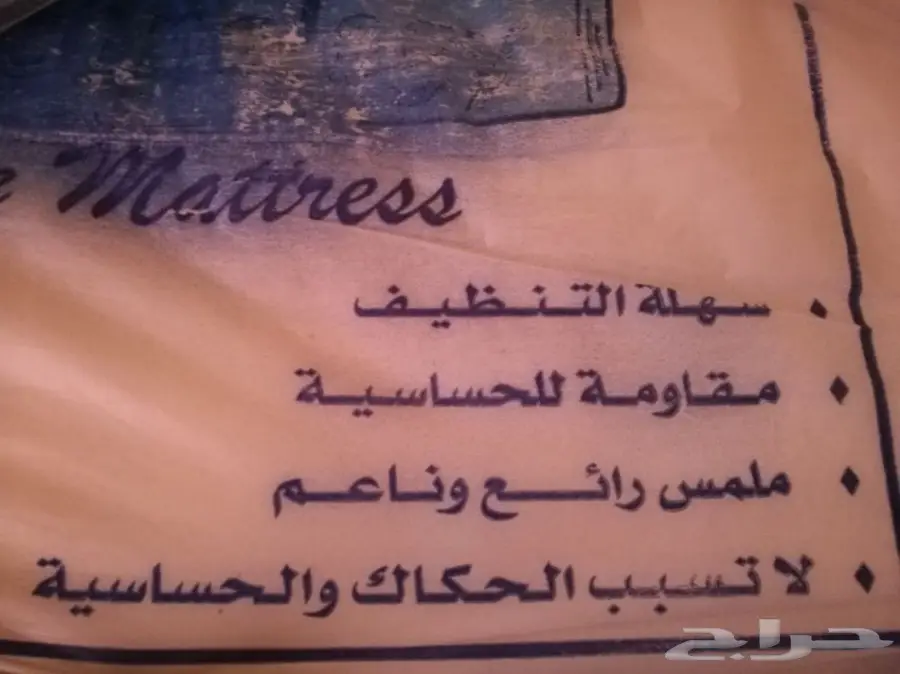 Mattress
سهلة التنظيف
مقاومة للحساسية
ملمس رائع وناعم
لا تسبب الحكاك والحساسية
حراج